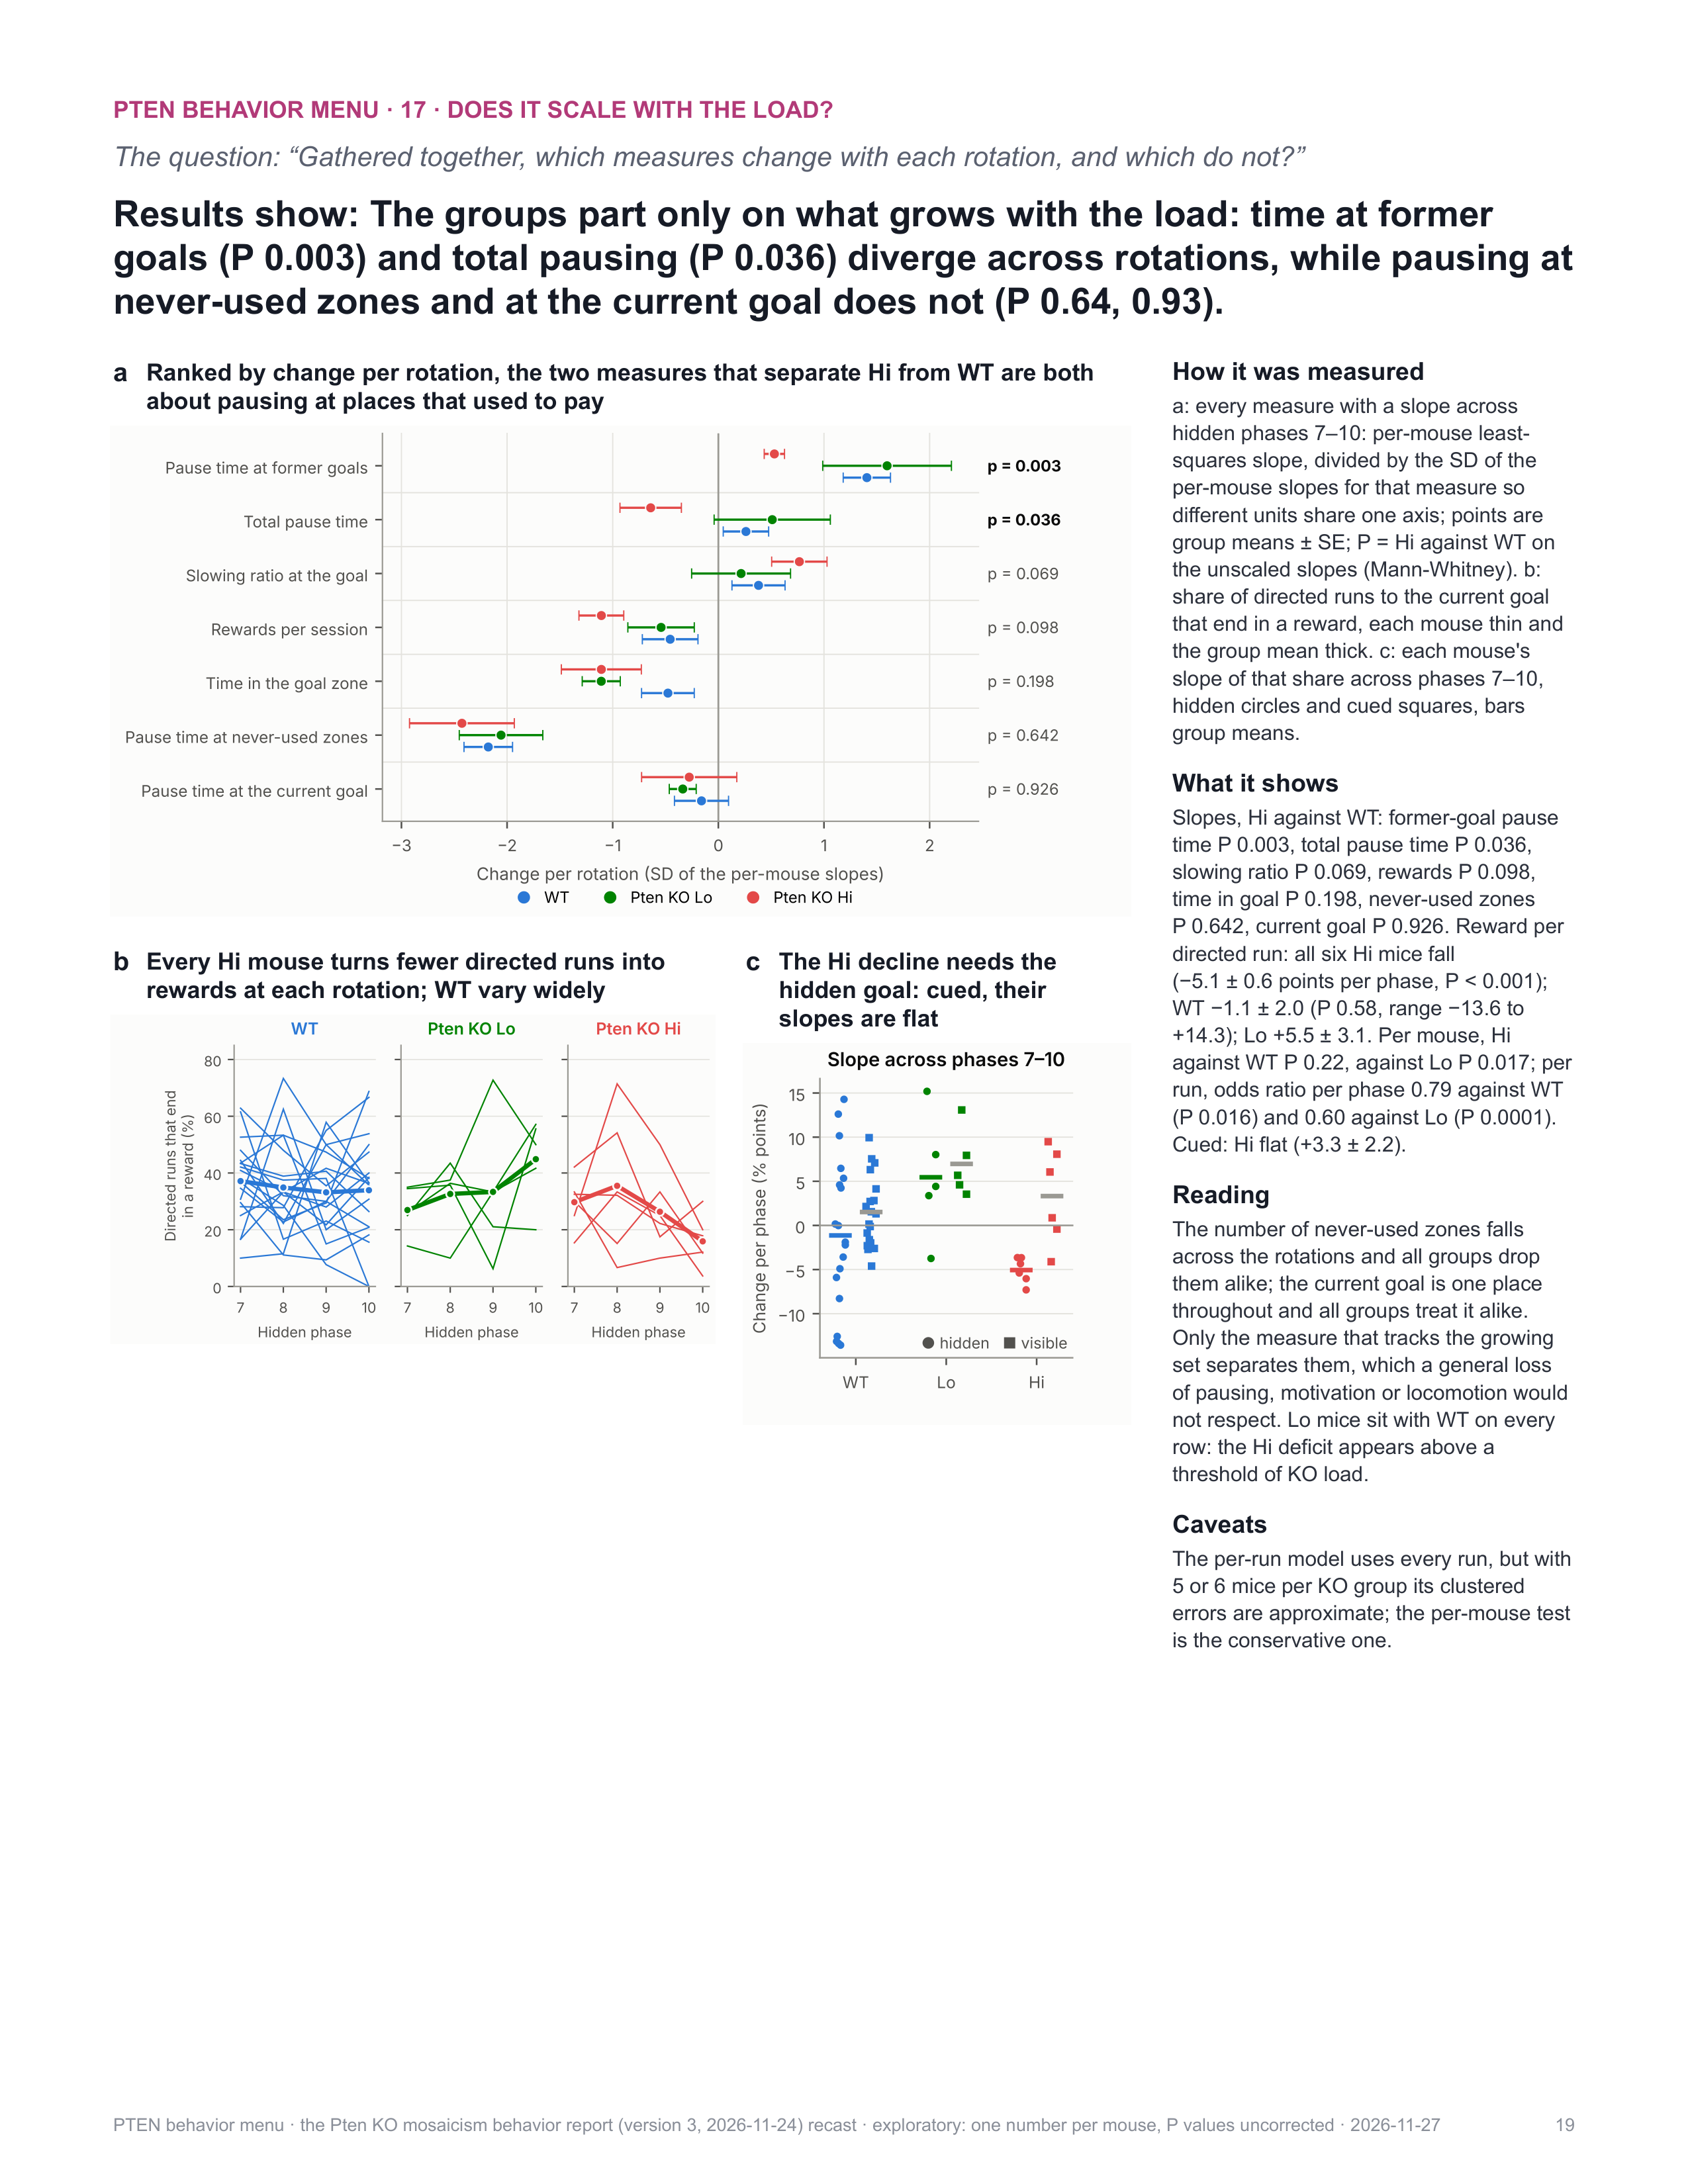 PTEN BEHAVIOR MENU · 17 · DOES IT SCALE WITH THE LOAD?
The question: “Gathered together, which measures change with each rotation, and which do not?”
Results show: The groups part only on what grows with the load: time at former
goals (P 0.003) and total pausing (P 0.036) diverge across rotations, while pausing at
never-used zones and at the current goal does not (P 0.64, 0.93).
a Ranked by change per rotation, the two measures that separate Hi from WT are both
about pausing at places that used to pay
Pause time at former goals
p = 0.003
Total pause time
p = 0.036
Slowing ratio at the goal
p = 0.069
Rewards per session
p = 0.098
Time in the goal zone
p = 0.198
Pause time at never-used zones
p = 0.642
Pause time at the current goal
p = 0.926
−3 −2 −1 0 1 2
Change per rotation (SD of the per-mouse slopes)
WT Pten KO Lo Pten KO Hi
b Every Hi mouse turns fewer directed runs into
rewards at each rotation; WT vary widely
WT Pten KO Lo Pten KO Hi
Directed runs that end
in a reward (%)
80
60
40
20
0
7 8 9 10 7 8 9 10 7 8 9 10
Hidden phase Hidden phase Hidden phase
c The Hi decline needs the
hidden goal: cued, their
slopes are flat
Slope across phases 7–10
Change per phase (% points)
15
10
5
0
−5
−10
hidden visible
WT Lo Hi
How it was measured
a: every measure with a slope across
hidden phases 7–10: per-mouse least-
squares slope, divided by the SD of the
per-mouse slopes for that measure so
different units share one axis; points are
group means ± SE; P = Hi against WT on
the unscaled slopes (Mann-Whitney). b:
share of directed runs to the current goal
that end in a reward, each mouse thin and
the group mean thick. c: each mouse's
slope of that share across phases 7–10,
hidden circles and cued squares, bars
group means.
What it shows
Slopes, Hi against WT: former-goal pause
time P 0.003, total pause time P 0.036,
slowing ratio P 0.069, rewards P 0.098,
time in goal P 0.198, never-used zones
P 0.642, current goal P 0.926. Reward per
directed run: all six Hi mice fall
(−5.1 ± 0.6 points per phase, P < 0.001);
WT −1.1 ± 2.0 (P 0.58, range −13.6 to
+14.3); Lo +5.5 ± 3.1. Per mouse, Hi
against WT P 0.22, against Lo P 0.017; per
run, odds ratio per phase 0.79 against WT
(P 0.016) and 0.60 against Lo (P 0.0001).
Cued: Hi flat (+3.3 ± 2.2).
Reading
The number of never-used zones falls
across the rotations and all groups drop
them alike; the current goal is one place
throughout and all groups treat it alike.
Only the measure that tracks the growing
set separates them, which a general loss
of pausing, motivation or locomotion would
not respect. Lo mice sit with WT on every
row: the Hi deficit appears above a
threshold of KO load.
Caveats
The per-run model uses every run, but with
5 or 6 mice per KO group its clustered
errors are approximate; the per-mouse test
is the conservative one.
PTEN behavior menu · the Pten KO mosaicism behavior report (version 3, 2026-11-24) recast · exploratory: one number per mouse, P values uncorrected · 2026-11-27
19